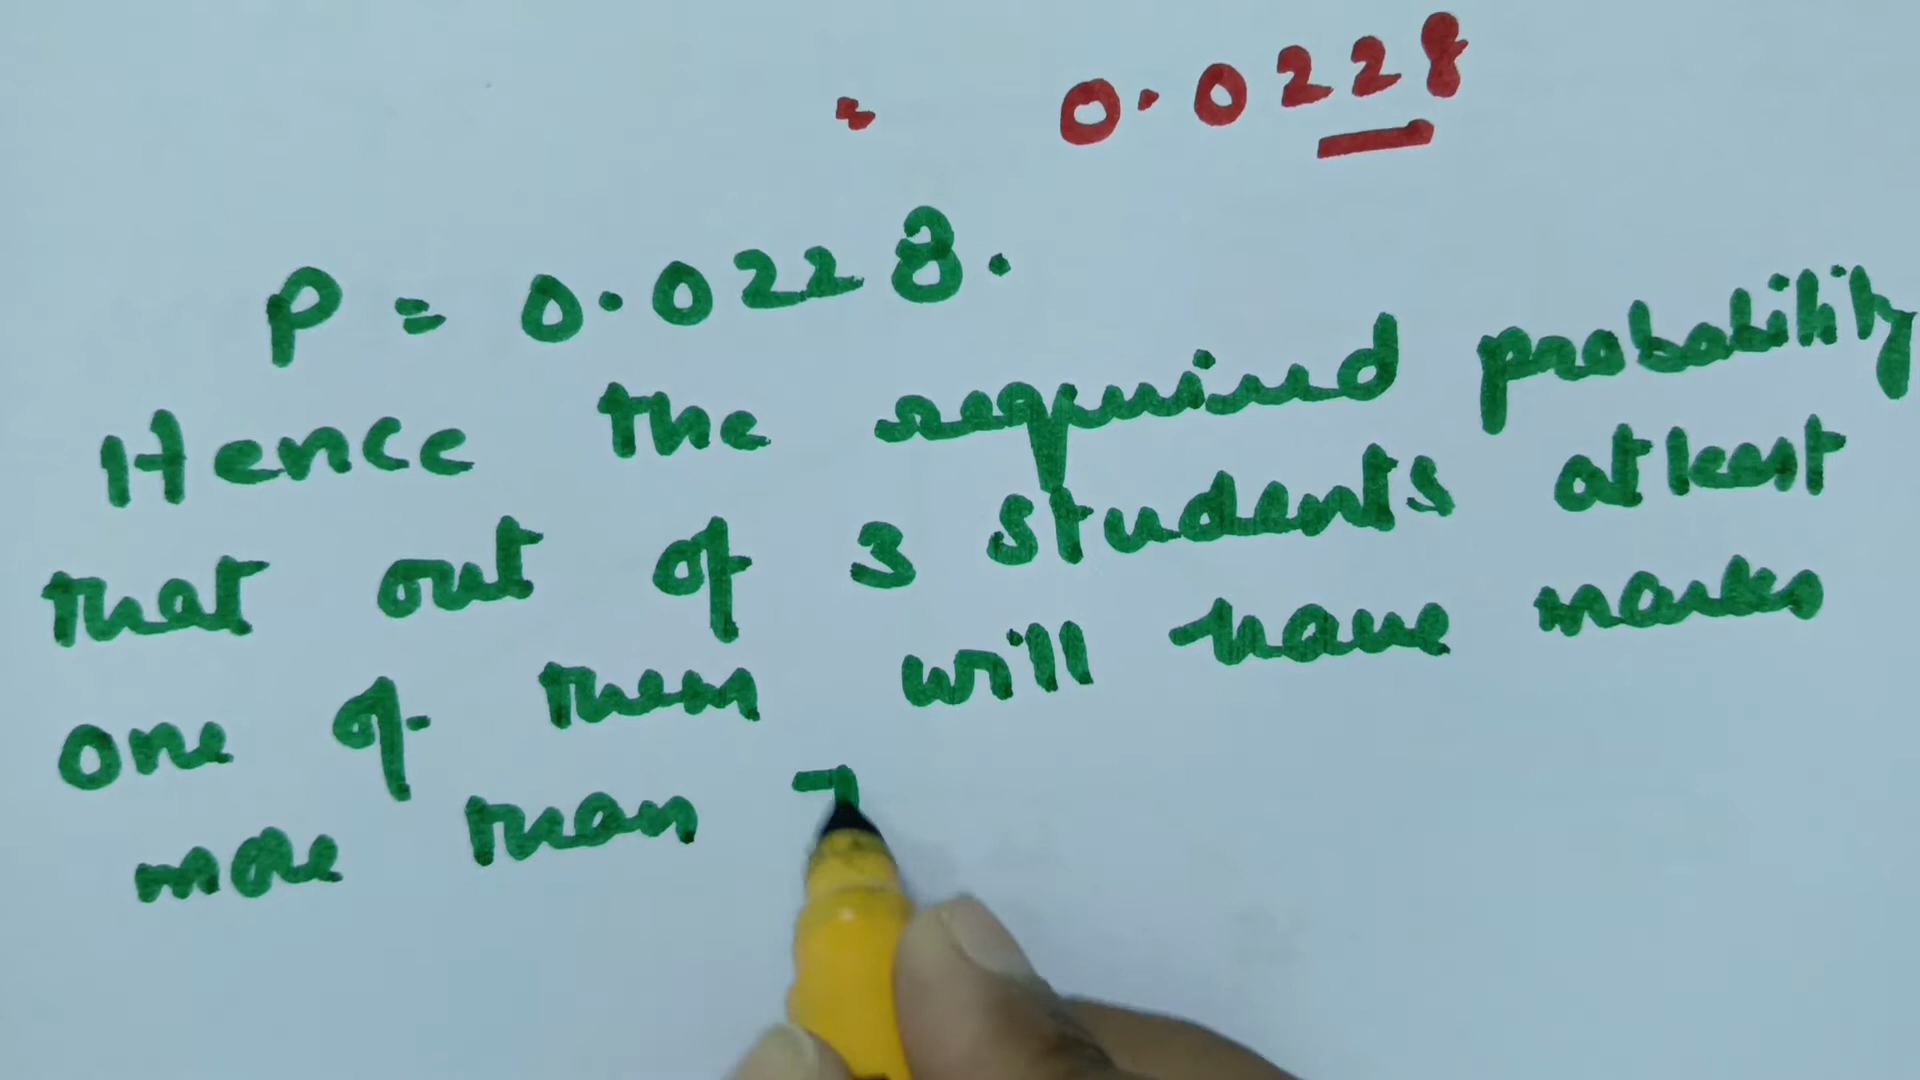 = 0.0228
P = 0.0228.
Hence the required probability
that out of 3 students atleast
one of them will have marks
more than 7